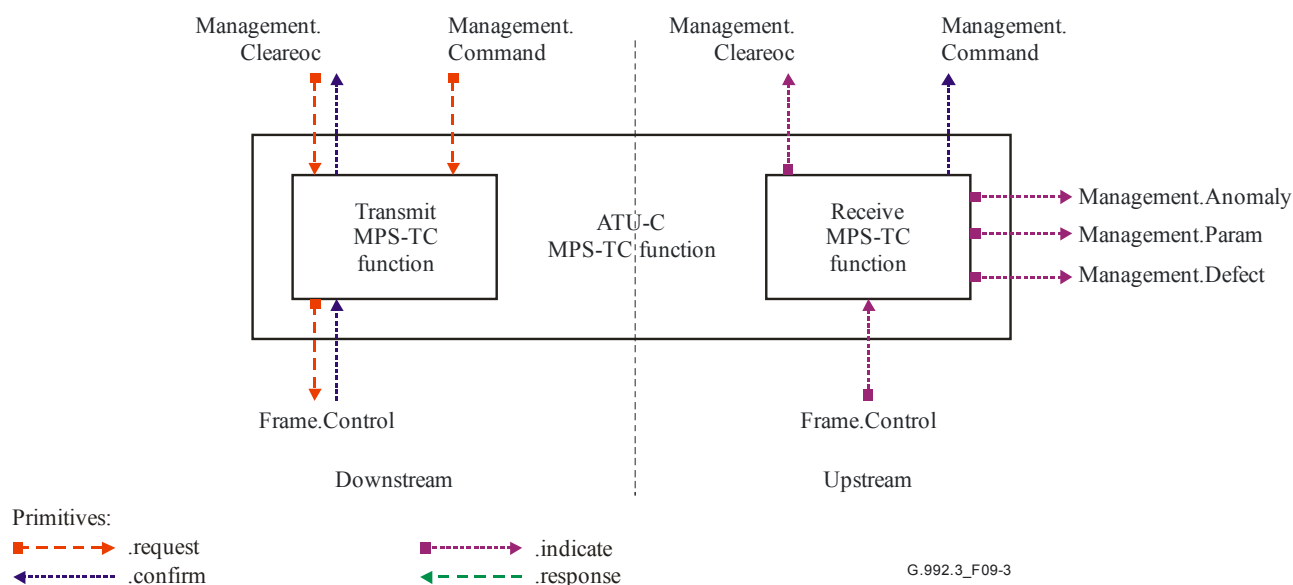 Management.
Cleareoc
Management.
Command
Management.
Cleareoc
Management.
Command
Transmit
MPS-TC
function
ATU-C
MPS-TC function
Receive
MPS-TC
function
Management.Anomaly
Management.Param
Management.Defect
Frame.Control
Frame.Control
Downstream
Upstream
Primitives:
.request
.indicate
.confirm
.response
G.992.3_F09-3